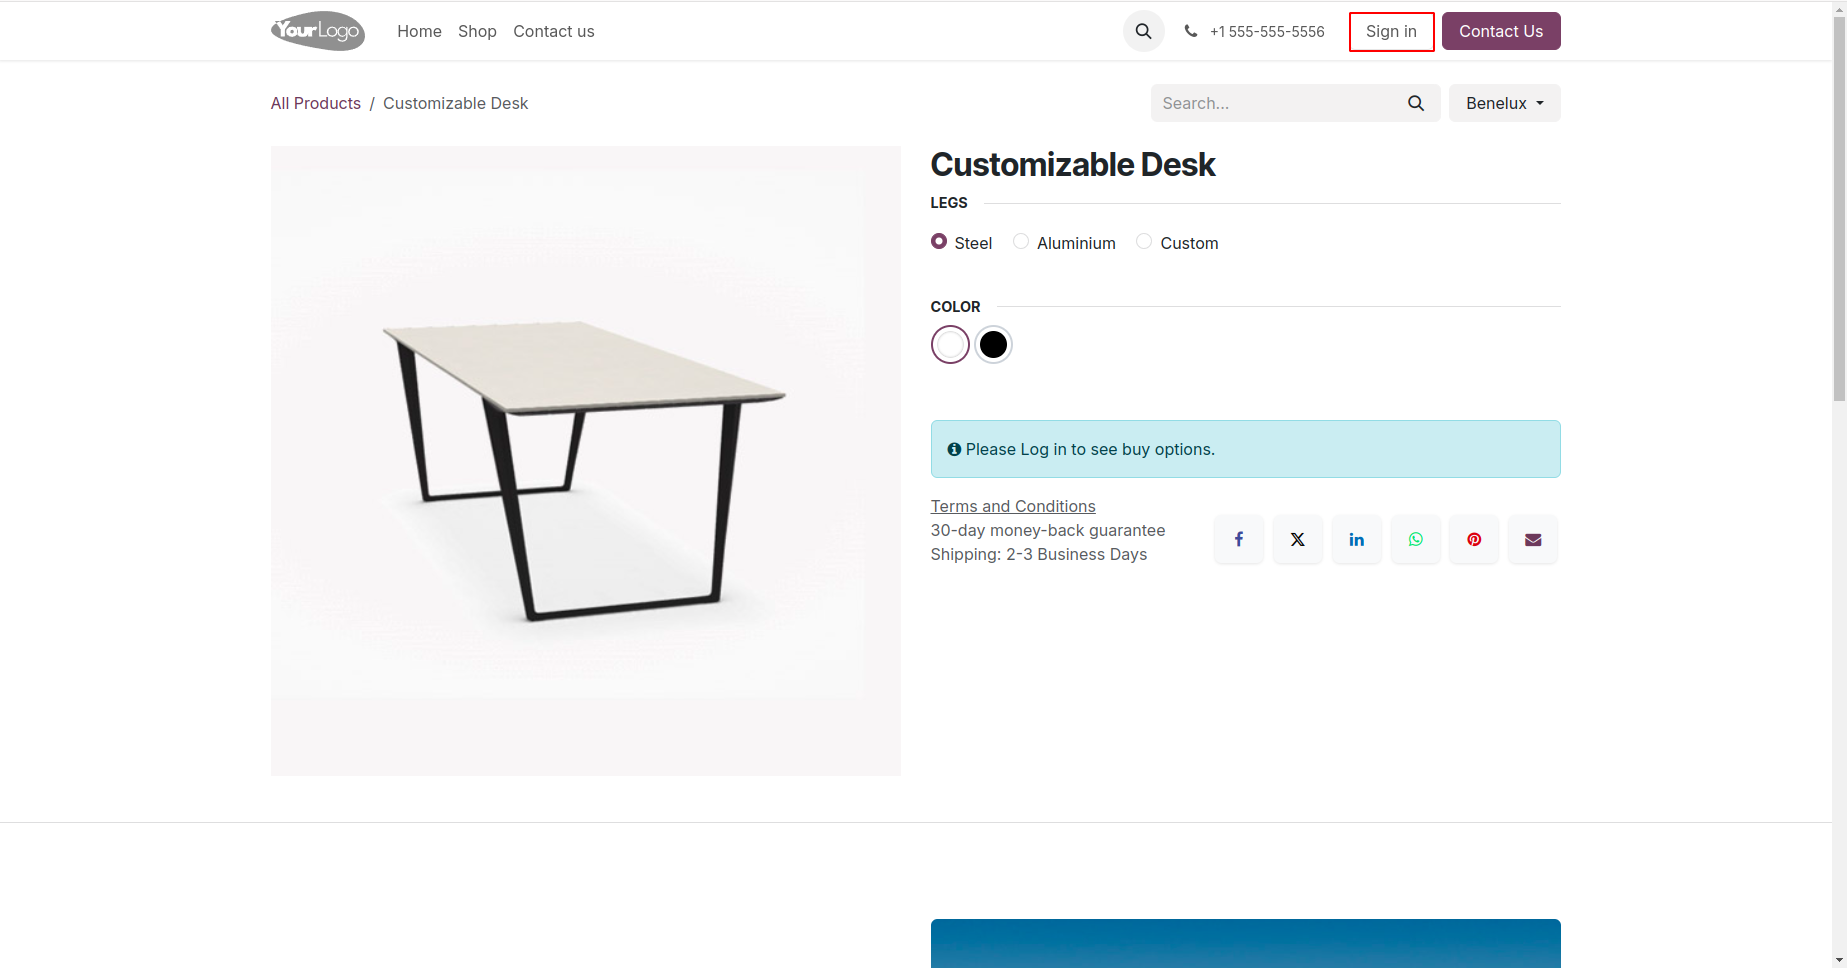 YourLogo
Home Shop Contact us
+1 555-555-5556
Sign in
Contact Us
All Products / Customizable Desk
Search...
Benelux
Customizable Desk
LEGS
Steel Aluminium Custom
COLOR
Please Log in to see buy options.
Terms and Conditions
30-day money-back guarantee
Shipping: 2-3 Business Days